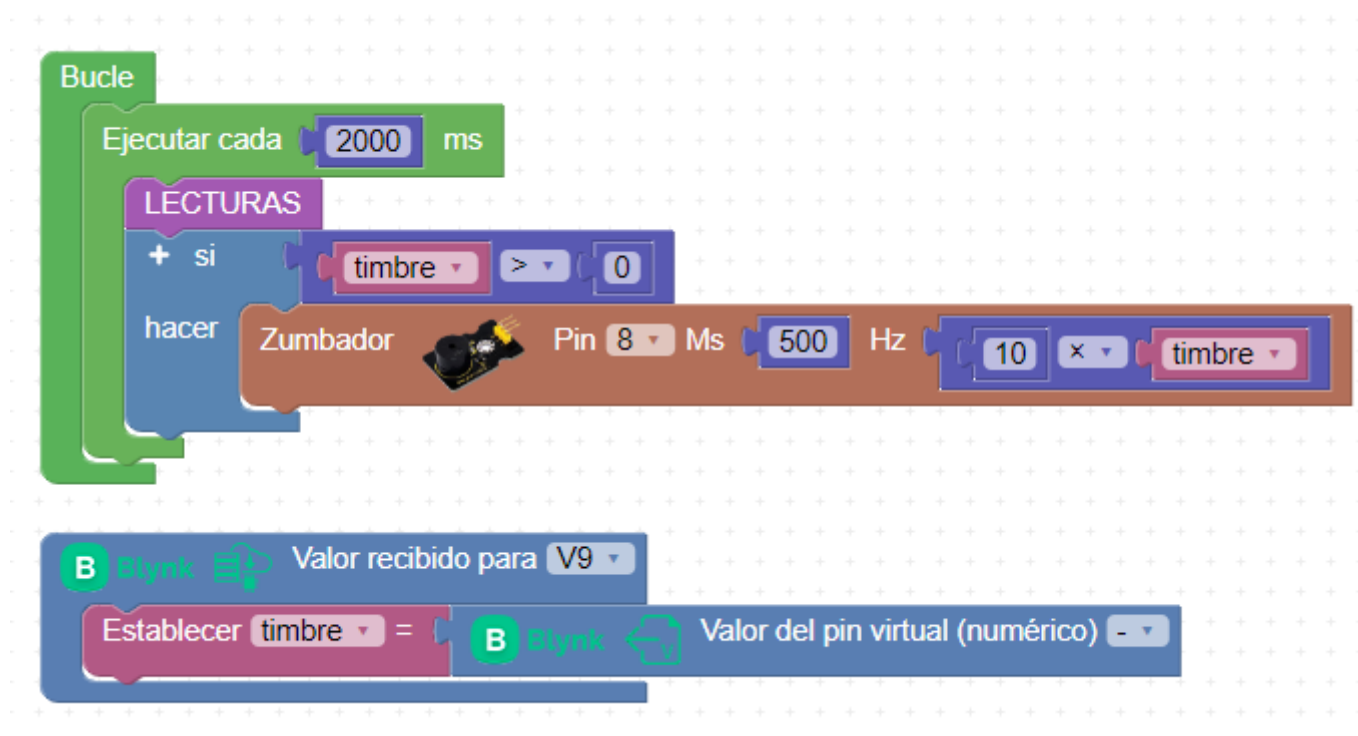 Bucle
Ejecutar cada 2000 ms
LECTURAS
+ si timbre > 0
hacer Zumbador Pin 8 Ms 500 Hz 10 × timbre
B Blynk Valor recibido para V9
Establecer timbre = B Blynk V Valor del pin virtual (numérico) -